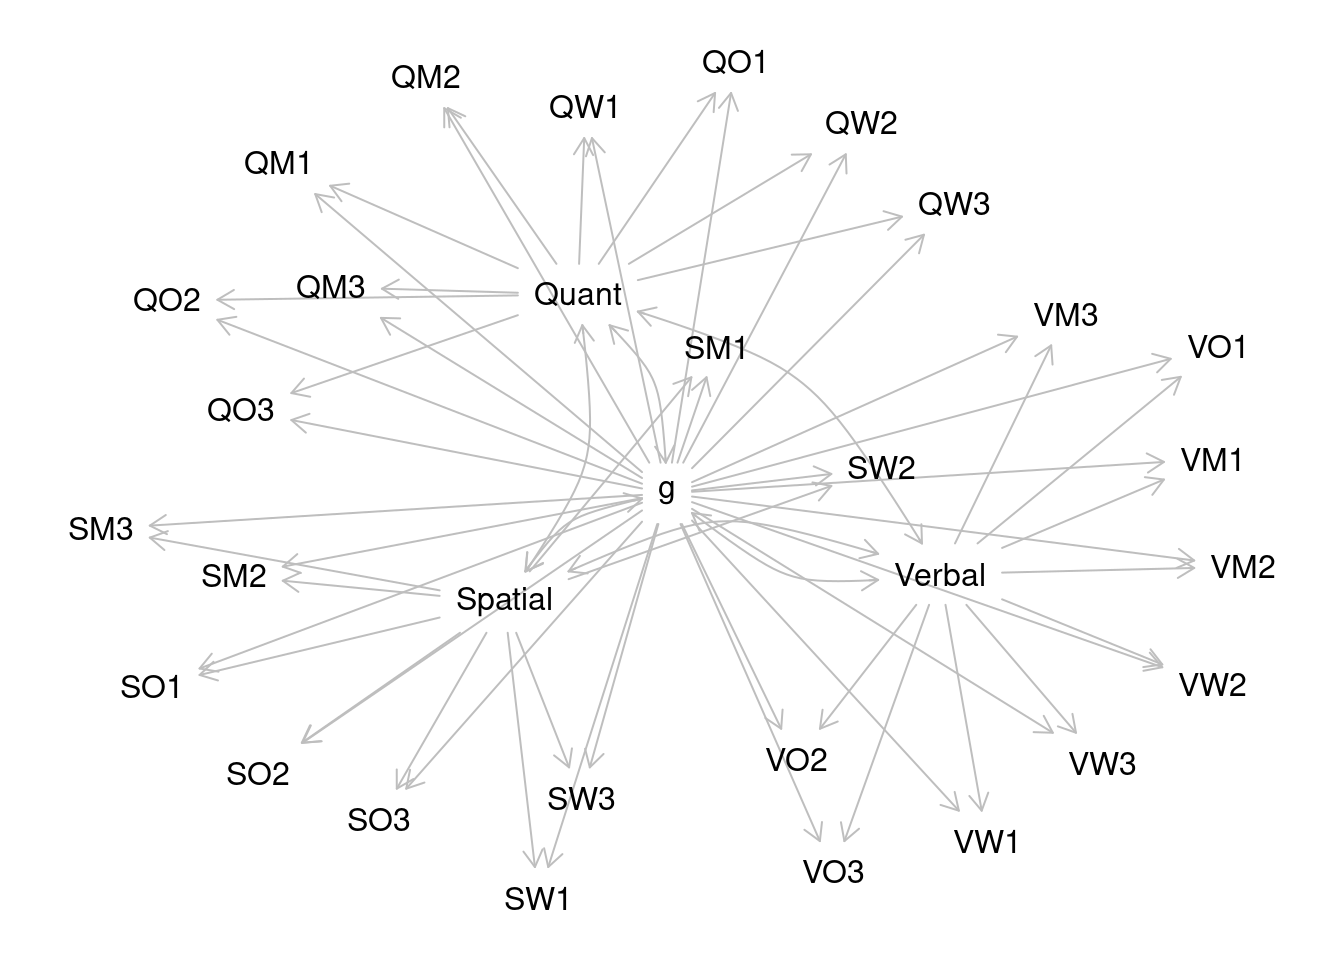 QO1
QM2
QW1
QW2
QM1
QW3
QM3
Quant
QO2
VM3
SM1
VO1
QO3
VM1
SW2
g
SM3
VM2
SM2
Verbal
Spatial
VW2
SO1
VO2
VW3
SO2
SW3
SO3
VW1
VO3
SW1